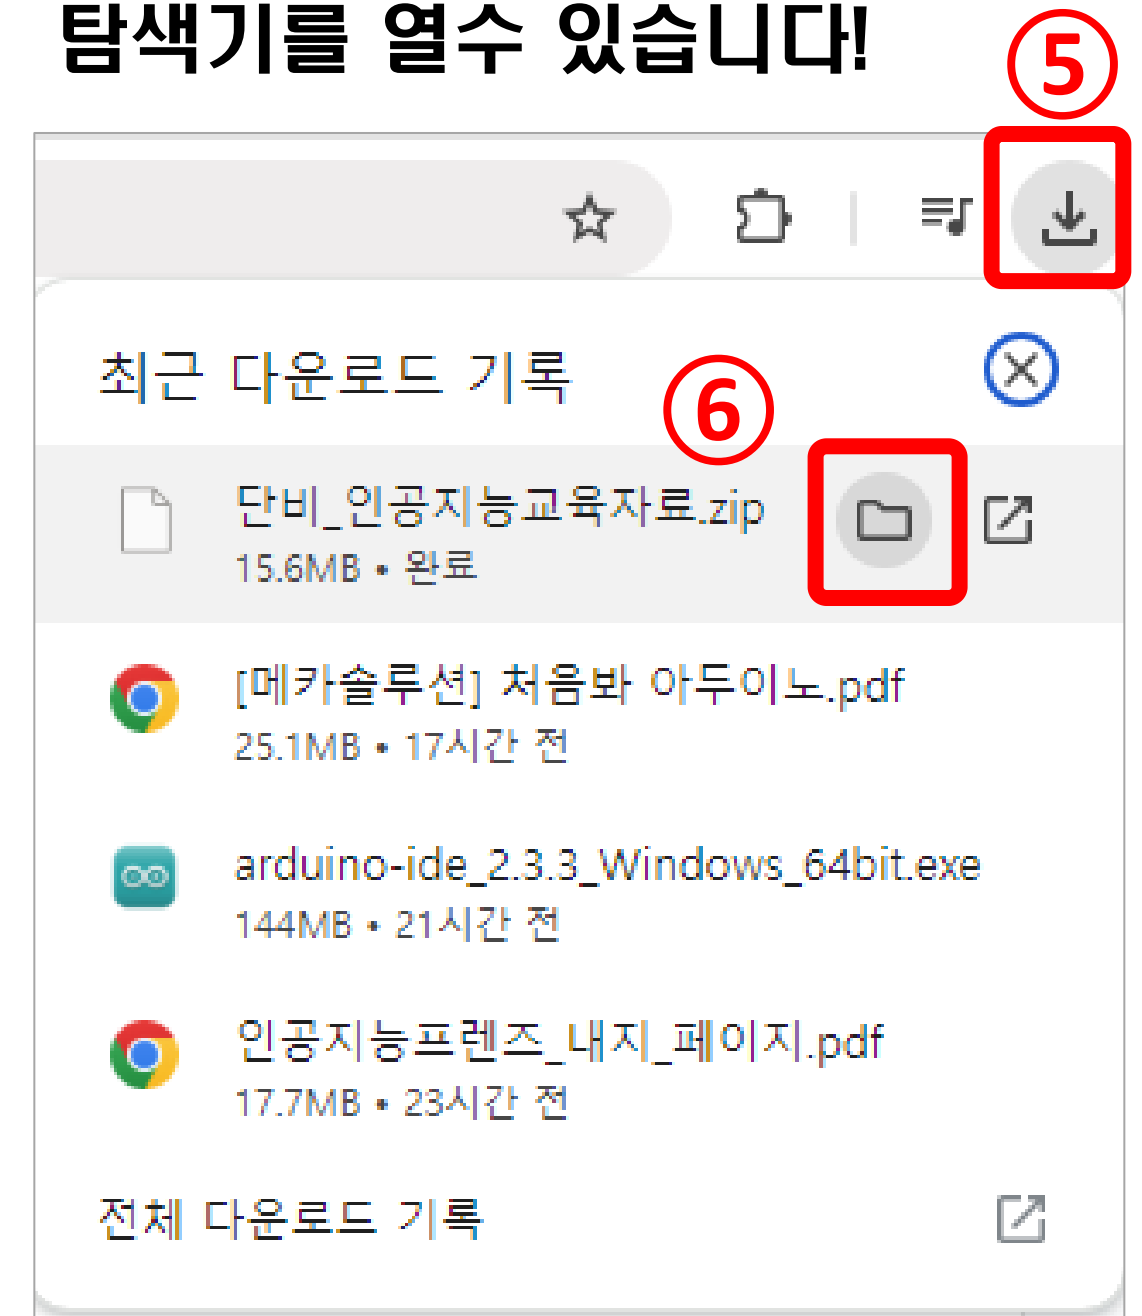 탐색기를 열수 있습니다!
⑤
최근 다운로드 기록
⑥
단비_인공지능교육자료.zip
15.6MB • 완료
[메카솔루션] 처음봐 아두이노.pdf
25.1MB • 17시간 전
arduino-ide_2.3.3_Windows_64bit.exe
144MB • 21시간 전
인공지능프렌즈_내지_페이지.pdf
17.7MB • 23시간 전
전체 다운로드 기록